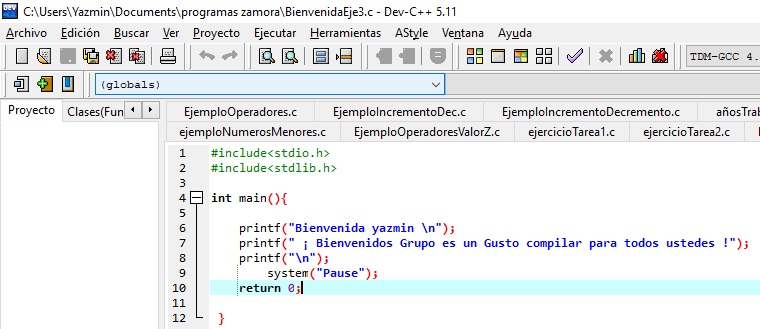 C:\Users\Yazmin\Documents\programas zamora\BienvenidaEje3.c - Dev-C++ 5.11
Archivo Edición Buscar Ver Proyecto Ejecutar Herramientas AStyle Ventana Ayuda
TDM-GCC 4.
(globals)
Proyecto Clases(Fun
EjemploOperadores.c EjemploIncrementoDec.c EjemploIncrementoDecremento.c añosTrab
ejemploNumerosMenores.c EjemploOperadoresValorZ.c ejercicioTarea1.c ejercicioTarea2.c
1 #include<stdio.h>
2 #include<stdlib.h>
3
4 int main(){
5
6 printf("Bienvenida yazmin \n");
7 printf(" ¡ Bienvenidos Grupo es un Gusto compilar para todos ustedes !");
8 printf("\n");
9 system("Pause");
10 return 0;
11
12 }